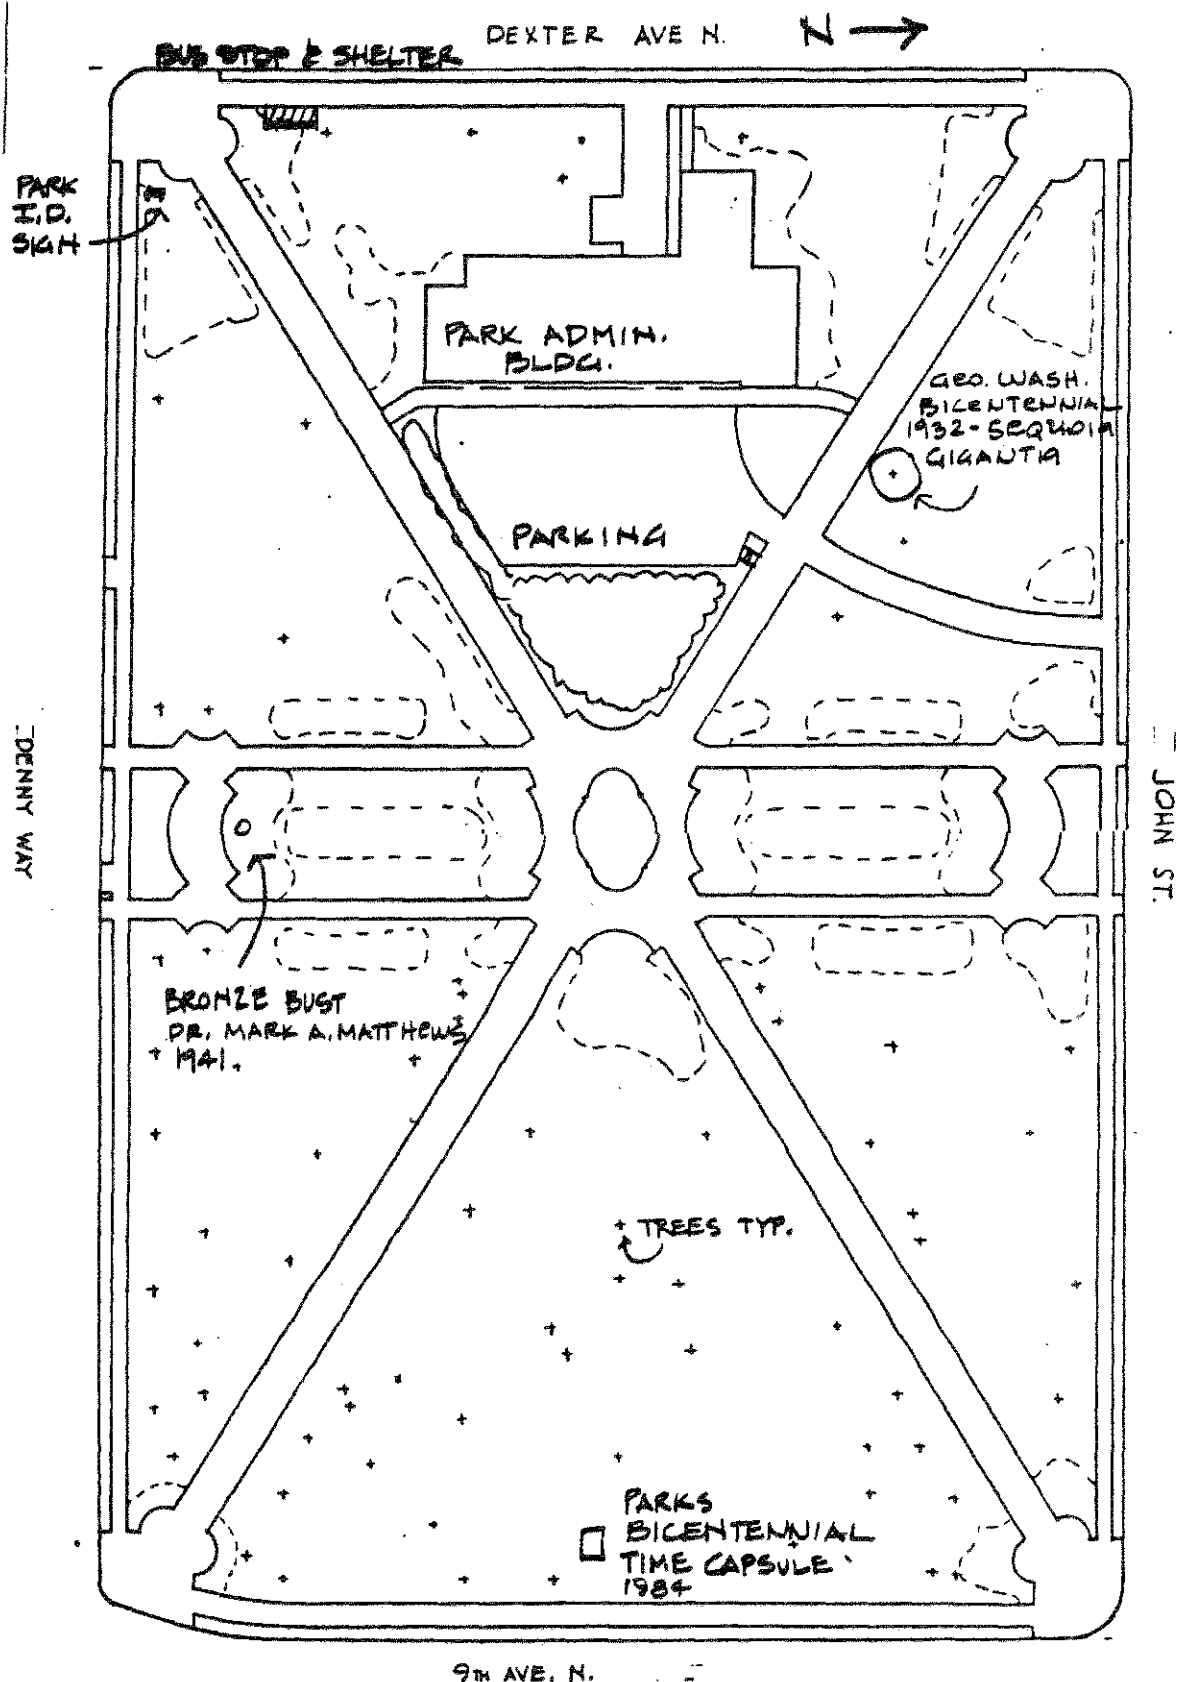 DEXTER AVE N.
N
BUS STOP & SHELTER
PARK
I.D.
SIGN
PARK ADMIN.
BLDG.
GEO. WASH.
BICENTENNIAL
1932 - SEQUOIA
GIGANTIA
PARKING
DENNY WAY
JOHN ST.
BRONZE BUST
DR. MARK A. MATTHEWS
1941.
TREES TYP.
PARKS
BICENTENNIAL
TIME CAPSULE
1984
9TH AVE. N.